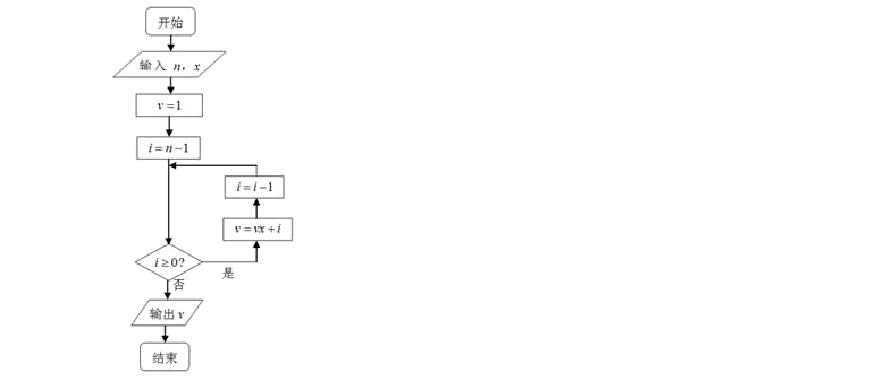 开始
输入 n，x
v=1
i=n-1
i=i-1
v=vx+i
i≥0?
是
否
输出 v
结束